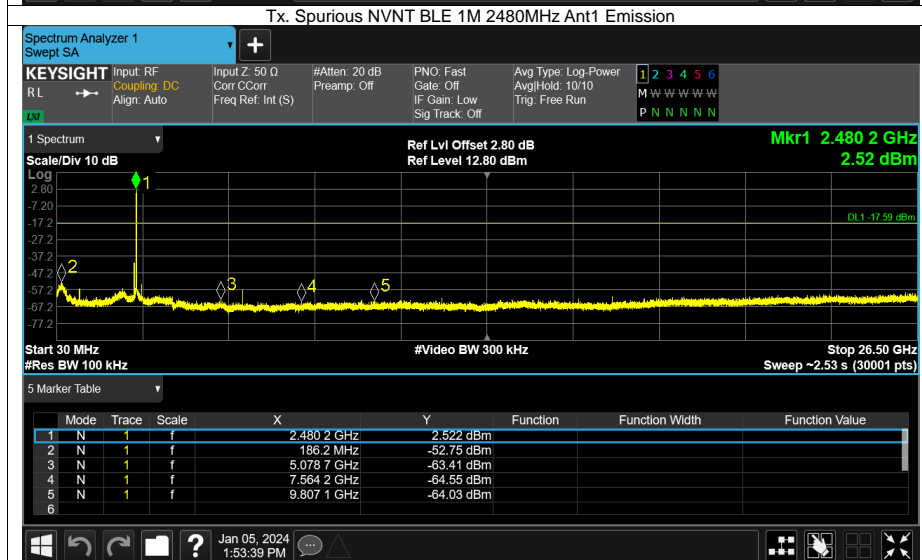 Tx. Spurious NVNT BLE 1M 2480MHz Ant1 Emission
Spectrum Analyzer 1
Swept SA
KEYSIGHT
R L
LXI
Input: RF
Coupling: DC
Align: Auto
Input Z: 50 Ω
Corr CCorr
Freq Ref: Int (S)
#Atten: 20 dB
Preamp: Off
PNO: Fast
Gate: Off
IF Gain: Low
Sig Track: Off
Avg Type: Log-Power
Avg|Hold: 10/10
Trig: Free Run
1 2 3 4 5 6
M W W W W W
P N N N N N
1 Spectrum
Scale/Div 10 dB
Ref Lvl Offset 2.80 dB
Ref Level 12.80 dBm
Mkr1 2.480 2 GHz
2.52 dBm
Log
2.80
-7.20
-17.2
-27.2
-37.2
-47.2
-57.2
-67.2
-77.2
1
2
3
4
5
DL1 -17.59 dBm
Start 30 MHz
#Res BW 100 kHz
#Video BW 300 kHz
Stop 26.50 GHz
Sweep ~2.53 s (30001 pts)
5 Marker Table
Mode Trace Scale X Y Function Function Width Function Value
1 N 1 f 2.480 2 GHz 2.522 dBm
2 N 1 f 186.2 MHz -52.75 dBm
3 N 1 f 5.078 7 GHz -63.41 dBm
4 N 1 f 7.564 2 GHz -64.55 dBm
5 N 1 f 9.807 1 GHz -64.03 dBm
6
?
Jan 05, 2024
1:53:39 PM